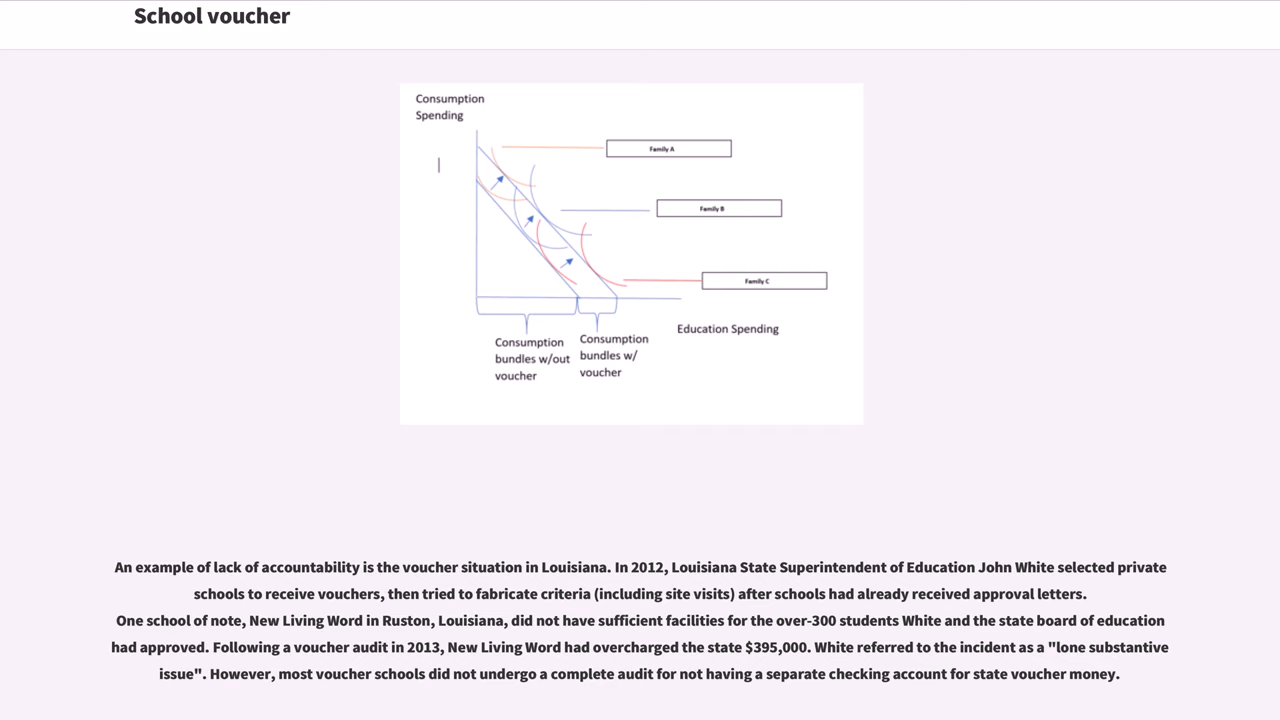 School voucher
Consumption
Spending
Family A
Family B
Family C
Education Spending
Consumption
bundles w/out
voucher
Consumption
bundles w/
voucher
An example of lack of accountability is the voucher situation in Louisiana. In 2012, Louisiana State Superintendent of Education John White selected private
schools to receive vouchers, then tried to fabricate criteria (including site visits) after schools had already received approval letters.
One school of note, New Living Word in Ruston, Louisiana, did not have sufficient facilities for the over-300 students White and the state board of education
had approved. Following a voucher audit in 2013, New Living Word had overcharged the state $395,000. White referred to the incident as a "lone substantive
issue". However, most voucher schools did not undergo a complete audit for not having a separate checking account for state voucher money.